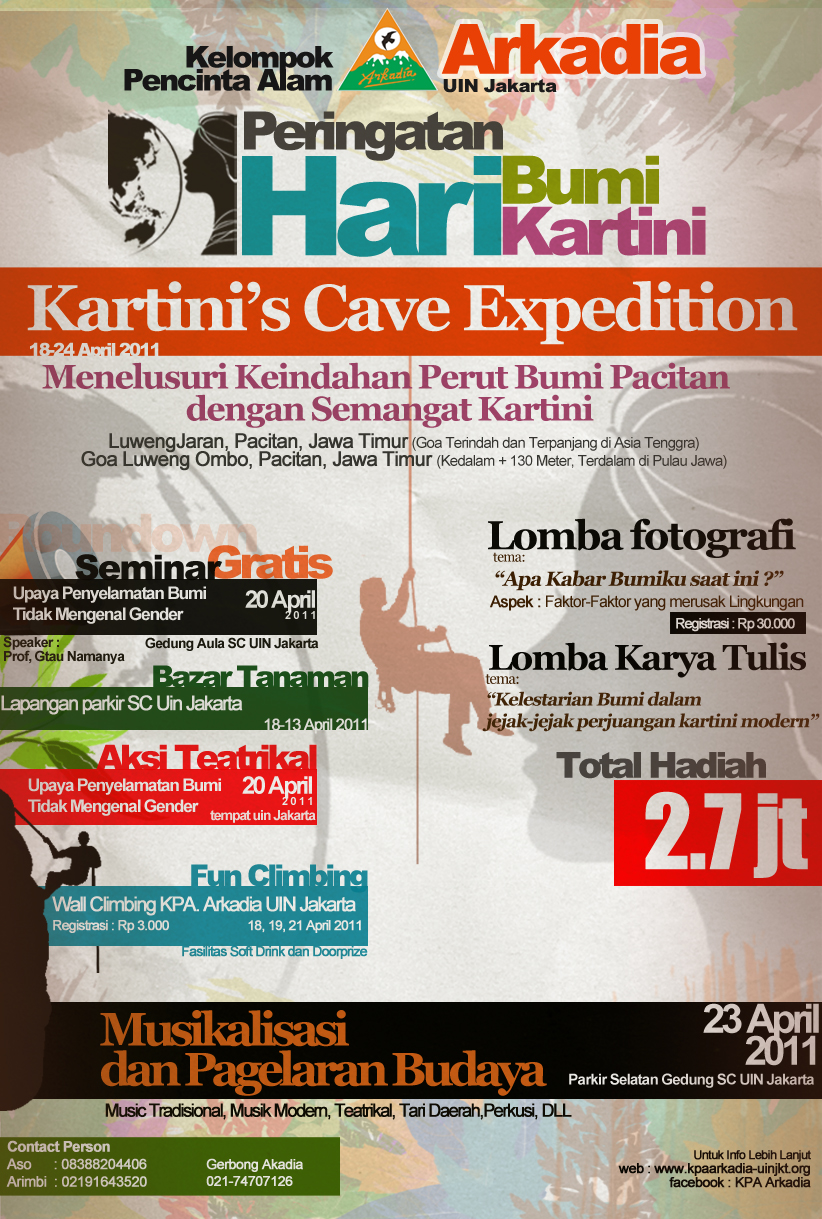 Kelompok
Pencinta Alam
Arkadia
Arkadia
UIN Jakarta
Peringatan
Hari Bumi
Kartini
Kartini's Cave Expedition
18-24 April 2011
Menelusuri Keindahan Perut Bumi Pacitan
dengan Semangat Kartini
LuwengJaran, Pacitan, Jawa Timur (Goa Terindah dan Terpanjang di Asia Tenggra)
Goa Luweng Ombo, Pacitan, Jawa Timur (Kedalam + 130 Meter, Terdalam di Pulau Jawa)
Roundown
Seminar Gratis
Upaya Penyelamatan Bumi
Tidak Mengenal Gender
20 April
2011
Speaker :
Prof, Gtau Namanya
Gedung Aula SC UIN Jakarta
Bazar Tanaman
Lapangan parkir SC Uin Jakarta
18-13 April 2011
Aksi Teatrikal
Upaya Penyelamatan Bumi
Tidak Mengenal Gender
20 April
2011
tempat uin Jakarta
Fun Climbing
Wall Climbing KPA. Arkadia UIN Jakarta
Registrasi : Rp 3.000 18, 19, 21 April 2011
Fasilitas Soft Drink dan Doorprize
Lomba fotografi
tema:
“Apa Kabar Bumiku saat ini ?”
Aspek : Faktor-Faktor yang merusak Lingkungan
Registrasi : Rp 30.000
Lomba Karya Tulis
tema:
“Kelestarian Bumi dalam
jejak-jejak perjuangan kartini modern”
Total Hadiah
2.7 jt
Musikalisasi
dan Pagelaran Budaya
23 April
2011
Parkir Selatan Gedung SC UIN Jakarta
Music Tradisional, Musik Modern, Teatrikal, Tari Daerah,Perkusi, DLL
Contact Person
Aso : 08388204406
Arimbi : 02191643520
Gerbong Akadia
021-74707126
Untuk Info Lebih Lanjut
web : www.kpaarkadia-uinjkt.org
facebook : KPA Arkadia